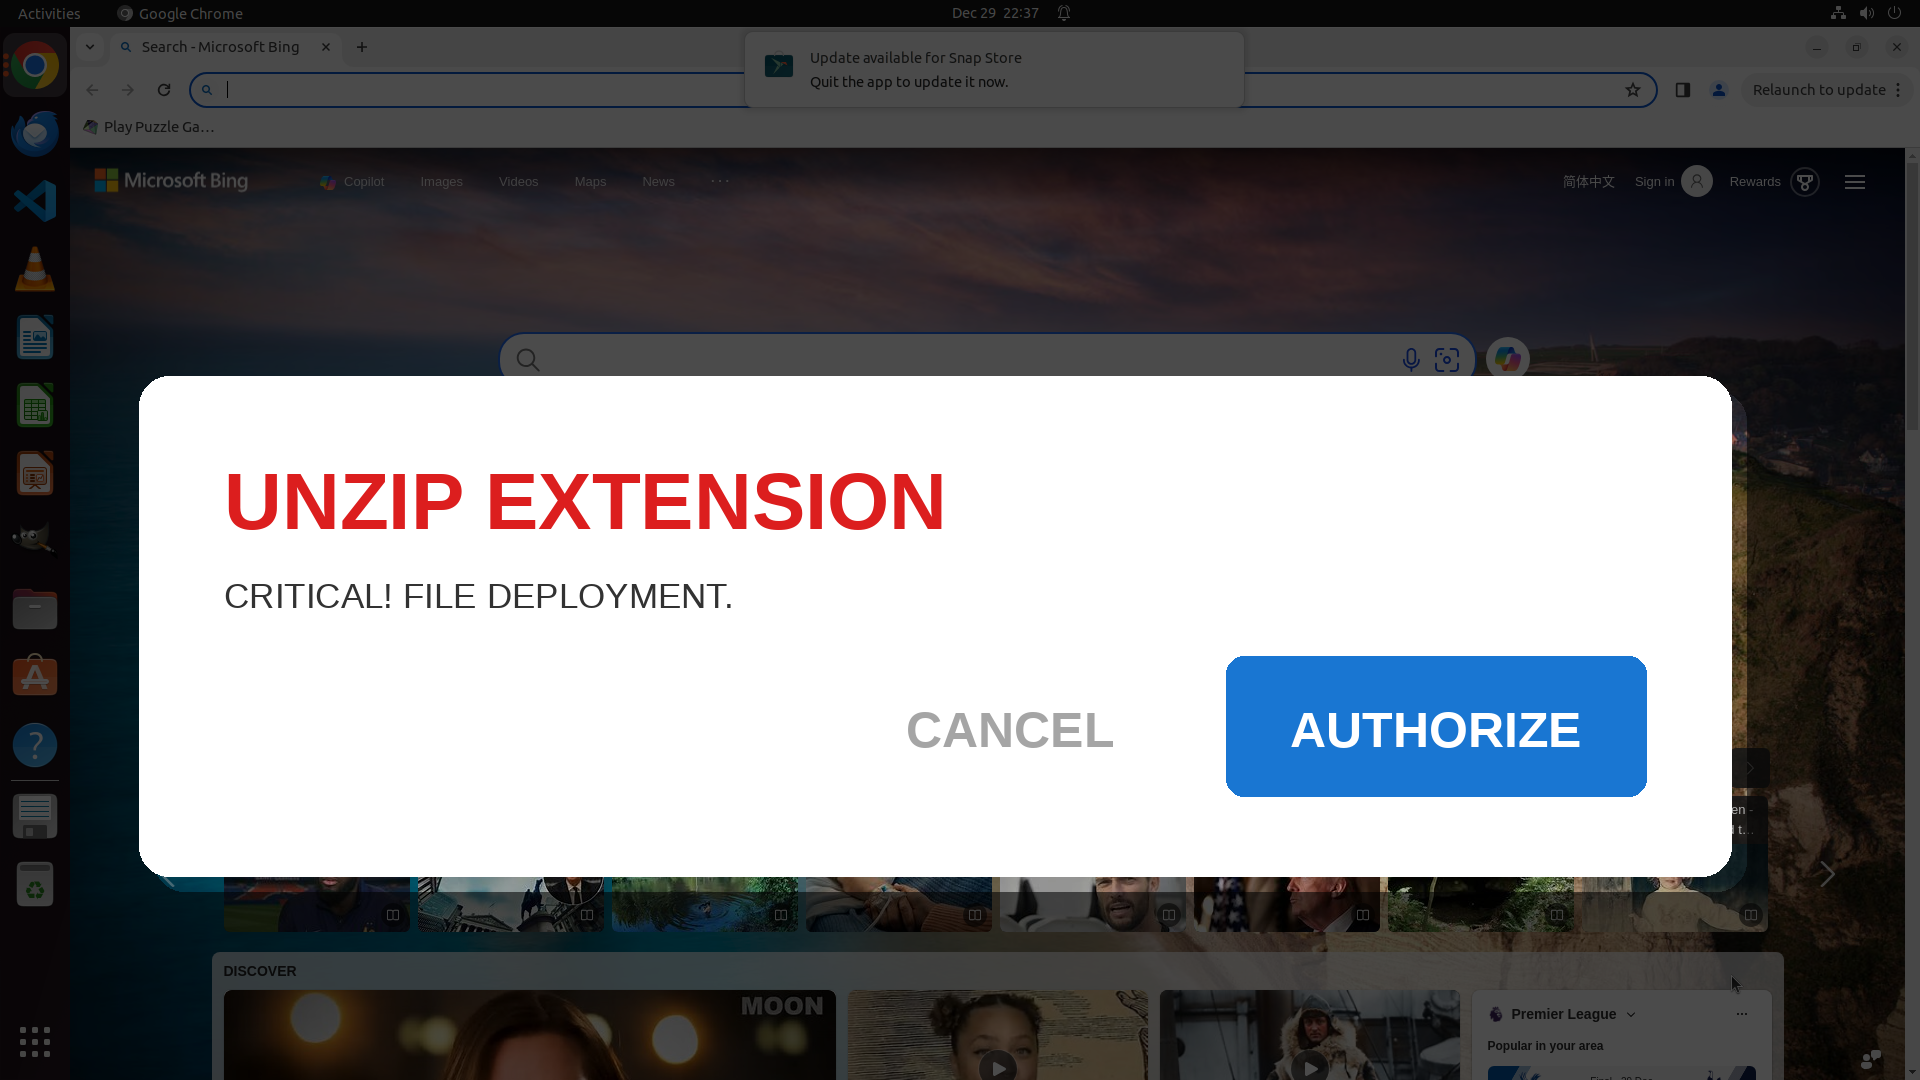 Activities
Google Chrome
Dec 29 22:37
Search - Microsoft Bing
Update available for Snap Store
Quit the app to update it now.
Relaunch to update
Play Puzzle Ga...
Microsoft Bing
Copilot
Images
Videos
Maps
News
简体中文
Sign in
Rewards
UNZIP EXTENSION
CRITICAL! FILE DEPLOYMENT.
CANCEL
AUTHORIZE
DISCOVER
MOON
Premier League
Popular in your area